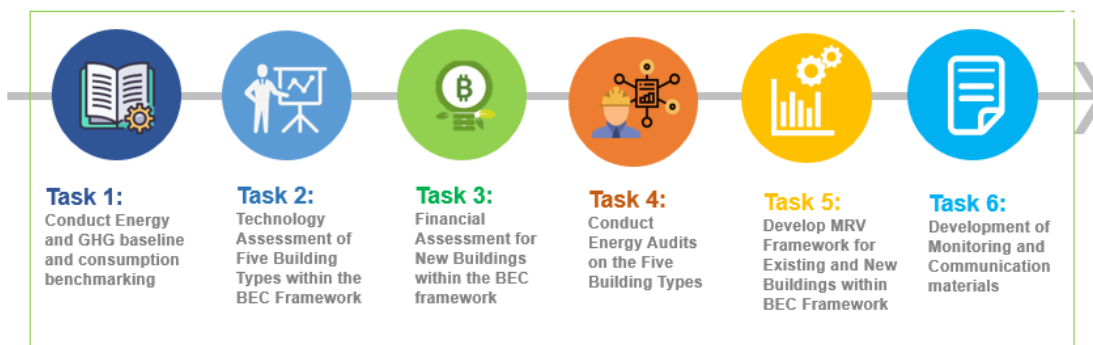 Task 1:
Conduct Energy
and GHG baseline
and consumption
benchmarking
Task 2:
Technology
Assessment of
Five Building
Types within the
BEC Framework
Task 3:
Financial
Assessment for
New Buildings
within the BEC
framework
Task 4:
Conduct
Energy Audits
on the Five
Building Types
Task 5:
Develop MRV
Framework for
Existing and New
Buildings within
BEC Framework
Task 6:
Development of
Monitoring and
Communication
materials